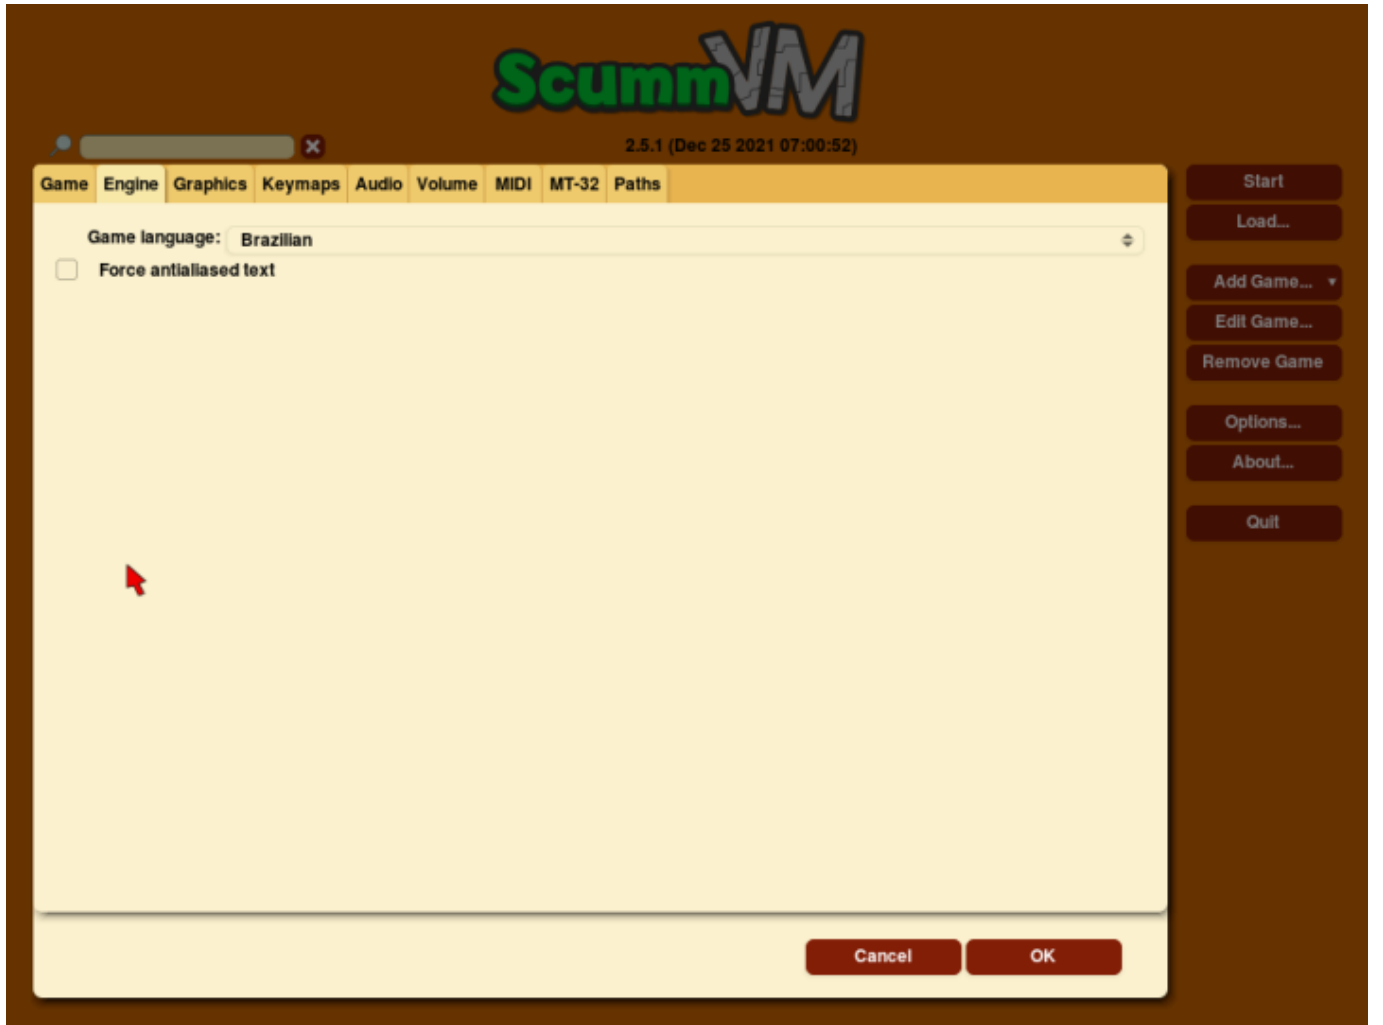 ScummVM
2.5.1 (Dec 25 2021 07:00:52)
Game Engine Graphics Keymaps Audio Volume MIDI MT-32 Paths
Game language: Brazilian
Force antialiased text
Cancel OK
Start
Load...
Add Game...
Edit Game...
Remove Game
Options...
About...
Quit